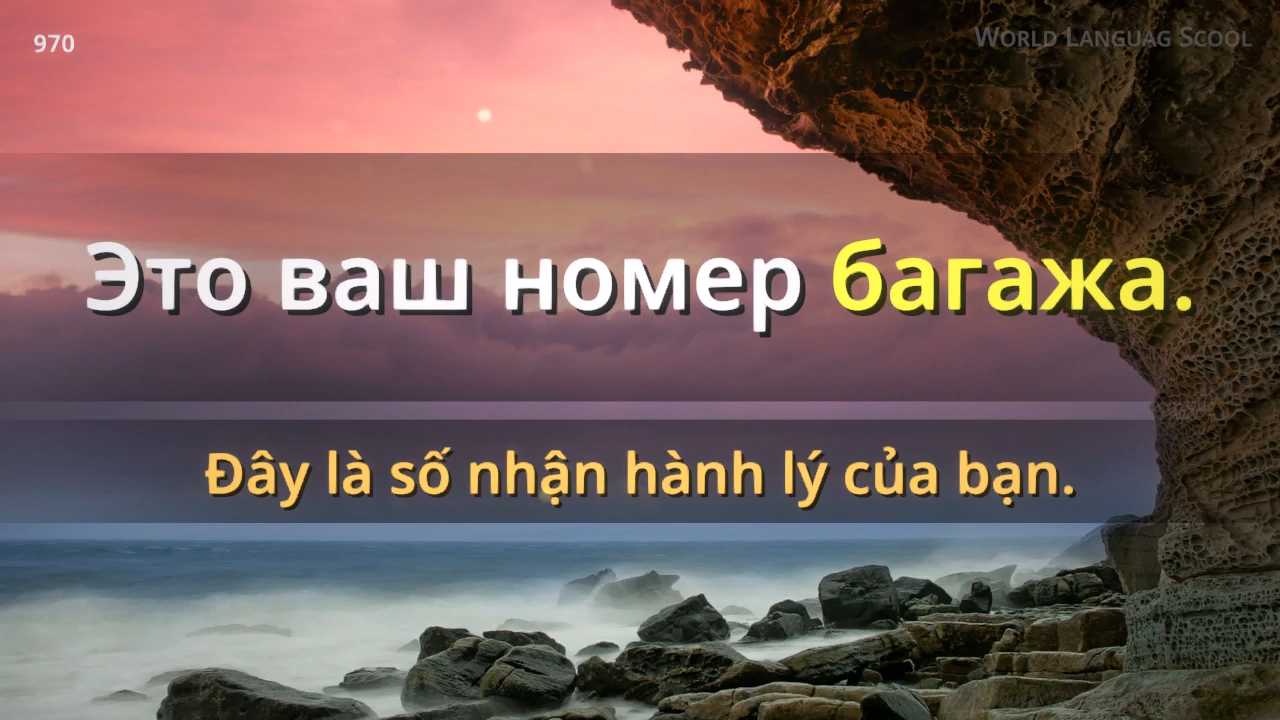 970
World Languag Scool
Это ваш номер багажа.
Đây là số nhận hành lý của bạn.